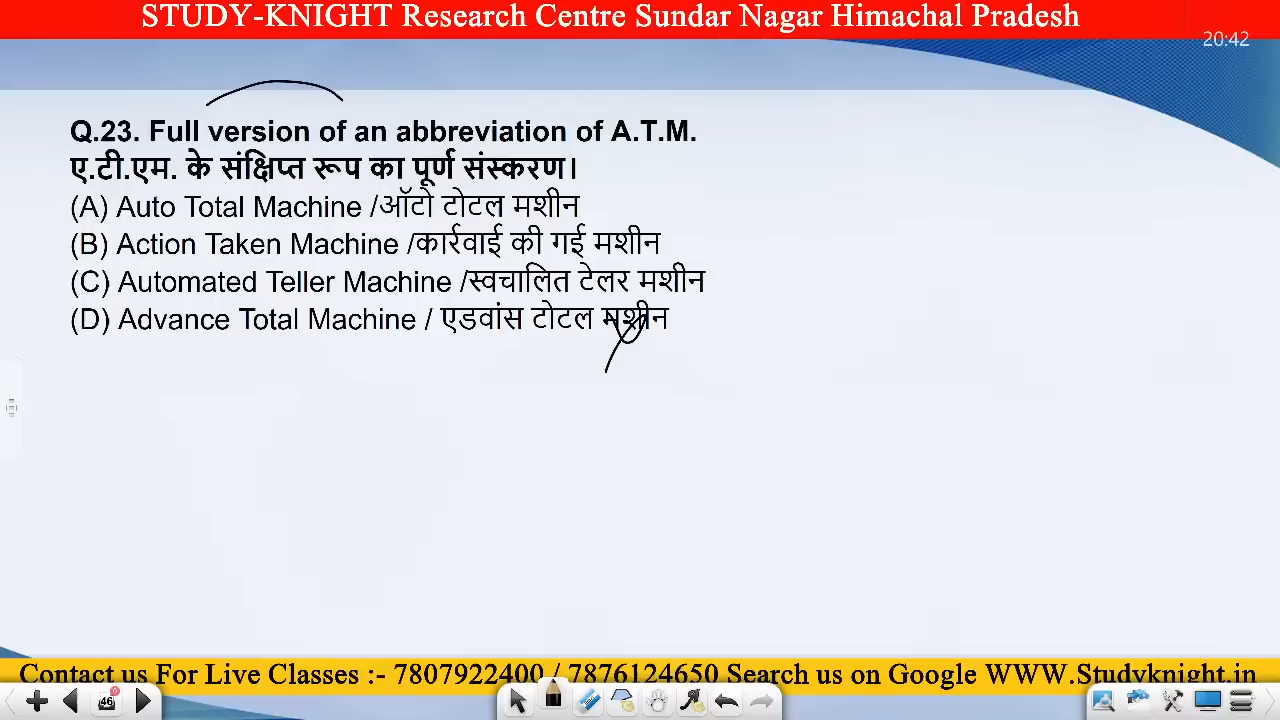 STUDY-KNIGHT Research Centre Sundar Nagar Himachal Pradesh
20:42
Q.23. Full version of an abbreviation of A.T.M.
ए.टी.एम. के संक्षिप्त रूप का पूर्ण संस्करण।
(A) Auto Total Machine /ऑटो टोटल मशीन
(B) Action Taken Machine /कार्रवाई की गई मशीन
(C) Automated Teller Machine /स्वचालित टेलर मशीन
(D) Advance Total Machine / एडवांस टोटल मशीन
Contact us For Live Classes :- 7807922400 / 7876124650 Search us on Google WWW.Studyknight.in
46